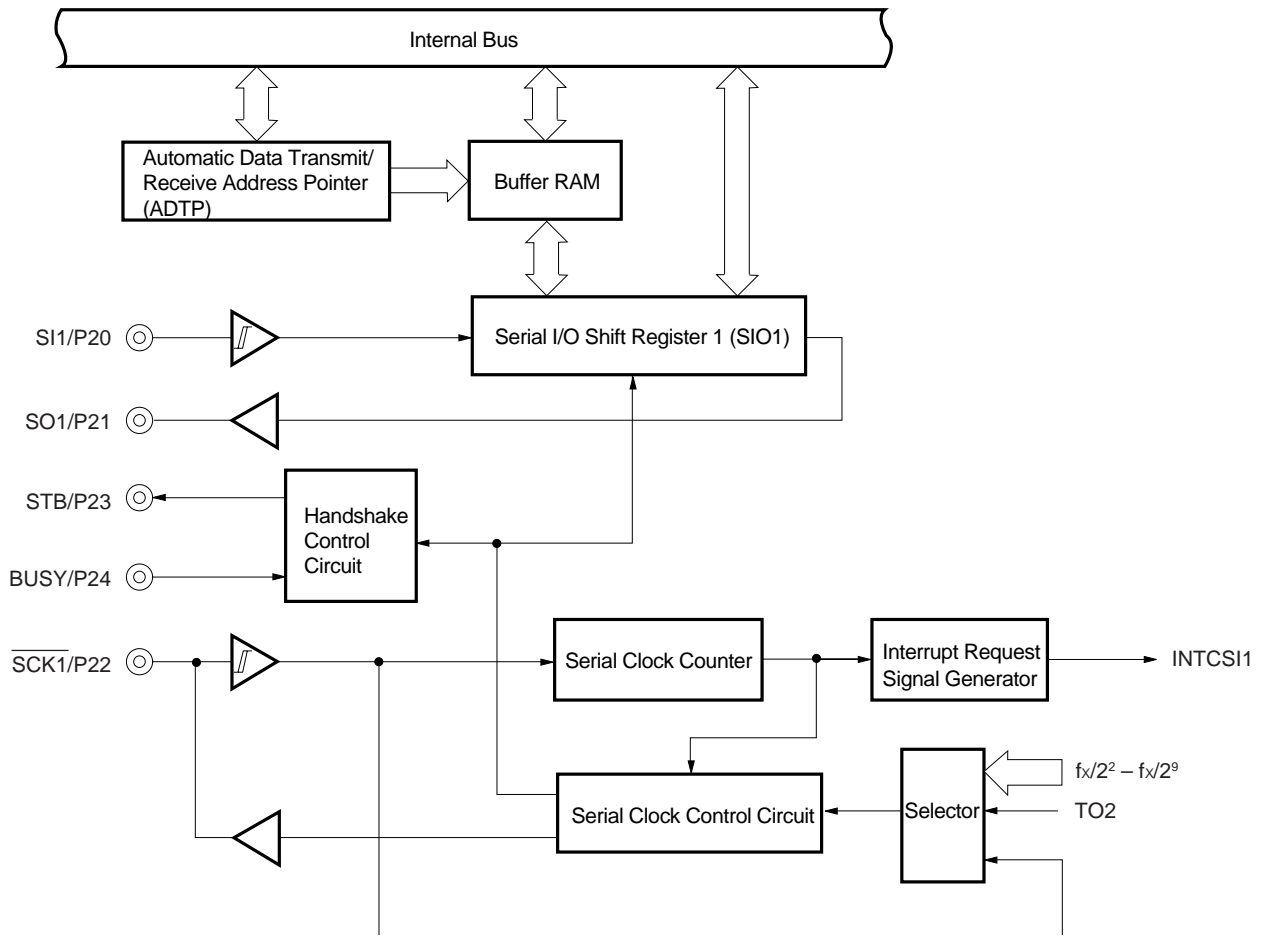 Internal Bus
Automatic Data Transmit/
Receive Address Pointer
(ADTP)
Buffer RAM
SI1/P20
Serial I/O Shift Register 1 (SIO1)
SO1/P21
STB/P23
Handshake
Control
Circuit
BUSY/P24
SCK1/P22
Serial Clock Counter
Interrupt Request
Signal Generator
INTCSI1
fx/2² – fx/2⁹
Serial Clock Control Circuit
Selector
TO2